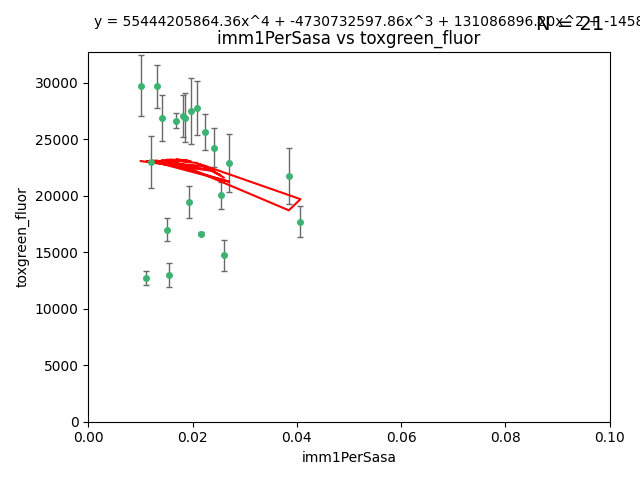 y = 55444205864.36x^4 + -4730732597.86x^3 + 131086896.20x^2 + -1458
N = 21
imm1PerSasa vs toxgreen_fluor
30000
25000
20000
15000
10000
5000
0
toxgreen_fluor
0.00 0.02 0.04 0.06 0.08 0.10
imm1PerSasa